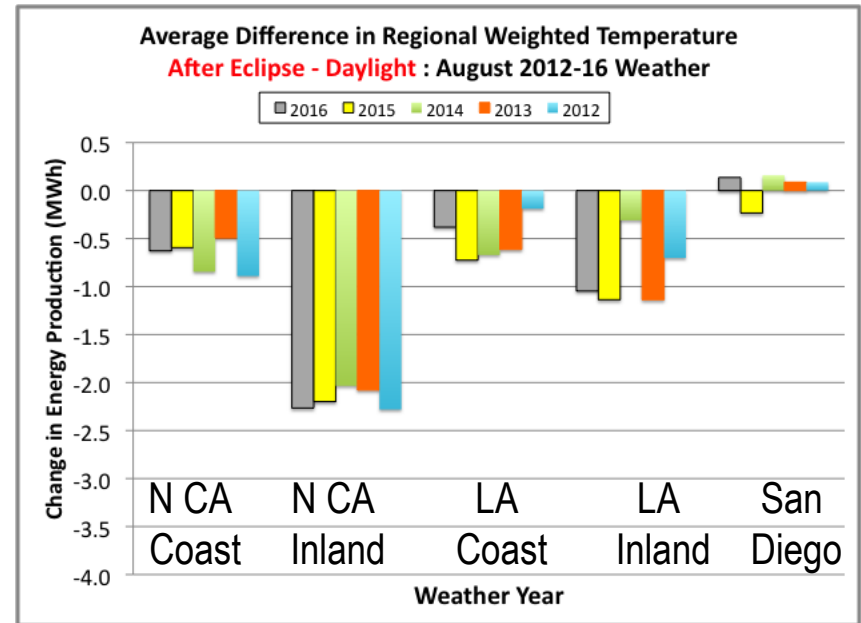 Average Difference in Regional Weighted Temperature
After Eclipse - Daylight : August 2012-16 Weather
2016 2015 2014 2013 2012
Change in Energy Production (MWh)
0.5
0.0
-0.5
-1.0
-1.5
-2.0
-2.5
-3.0
-3.5
-4.0
N CA Coast
N CA Inland
LA Coast
LA Inland
San Diego
Weather Year